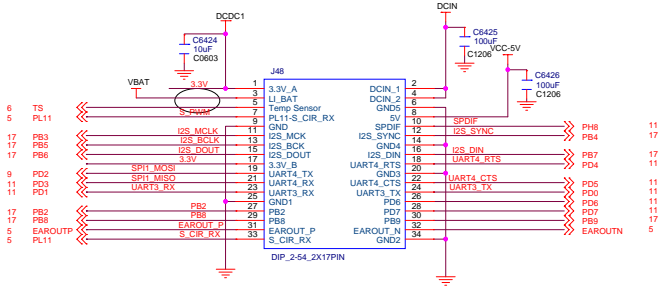 DCDC1
DCIN
C6424
10uF
C0603
C6425
100uF
C1206
VCC-5V
C6426
100uF
C1206
VBAT
J48
3.3V 1 3.3V_A DCIN_1 2
3 LI_BAT DCIN_2 4
6 TS 5 Temp Sensor GND5 6
5 PL11 S_PWM 7 PL11-S_CIR_RX 5V 8
9 GND SPDIF 10 SPDIF PH8 11
17 PB3 I2S_MCLK 11 I2S_MCK I2S_SYNC 12 I2S_SYNC PB4 17
17 PB5 I2S_BCLK 13 I2S_BCK GND4 14
17 PB6 I2S_DOUT 15 I2S_DOUT I2S_DIN 16 I2S_DIN PB7 17
3.3V 17 3.3V_B UART4_RTS 18 UART4_RTS PD4 11
9 PD2 SPI1_MOSI 19 UART4_TX GND3 20
11 PD3 SPI1_MISO 21 UART4_RX UART4_CTS 22 UART4_CTS PD5 11
11 PD1 UART3_RX 23 UART3_RX UART3_TX 24 UART3_TX PD0 11
25 GND1 PD6 26 PD6 11
17 PB2 PB2 27 PB2 PD7 28 PD7 11
17 PB8 PB8 29 PB8 PB9 30 PB9 17
5 EAROUTP EAROUT_P 31 EAROUT_P EAROUT_N 32 EAROUTN 5
5 PL11 S_CIR_RX 33 S_CIR_RX GND2 34
DIP_2-54_2X17PIN